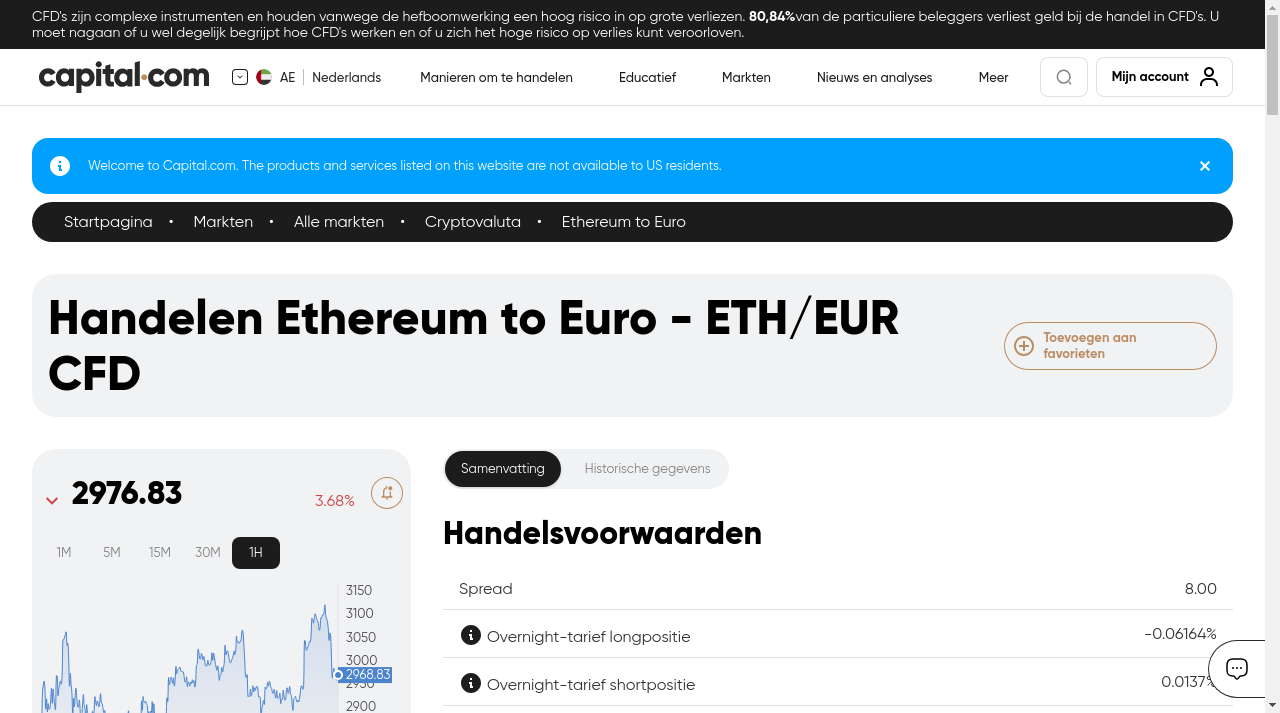 CFD's zijn complexe instrumenten en houden vanwege de hefboomwerking een hoog risico in op grote verliezen. 80,84%van de particuliere beleggers verliest geld bij de handel in CFD's. U
moet nagaan of u wel degelijk begrijpt hoe CFD's werken en of u zich het hoge risico op verlies kunt veroorloven.
capital.com AE Nederlands Manieren om te handelen Educatief Markten Nieuws en analyses Meer Mijn account
Welcome to Capital.com. The products and services listed on this website are not available to US residents.
Startpagina • Markten • Alle markten • Cryptovaluta • Ethereum to Euro
Handelen Ethereum to Euro - ETH/EUR
CFD
Toevoegen aan
favorieten
2976.83 3.68%
1M 5M 15M 30M 1H
3150
3100
3050
3000
2968.83
2950
2900
Samenvatting Historische gegevens
Handelsvoorwaarden
Spread 8.00
Overnight-tarief longpositie -0.06164%
Overnight-tarief shortpositie 0.0137%